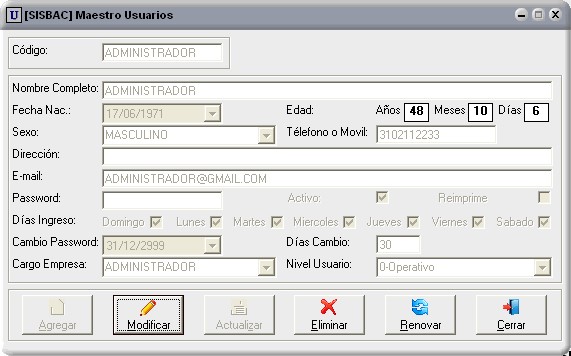 U [SISBAC] Maestro Usuarios
Código: ADMINISTRADOR
Nombre Completo: ADMINISTRADOR
Fecha Nac.: 17/06/1971 Edad: Años 48 Meses 10 Días 6
Sexo: MASCULINO Télefono o Movil: 3102112233
Dirección:
E-mail: ADMINISTRADOR@GMAIL.COM
Password: Activo: Reimprime
Días Ingreso: Domingo Lunes Martes Miercoles Jueves Viernes Sabado
Cambio Password: 31/12/2999 Días Cambio: 30
Cargo Empresa: ADMINISTRADOR Nivel Usuario: 0-Operativo
Agregar Modificar Actualizar Eliminar Renovar Cerrar